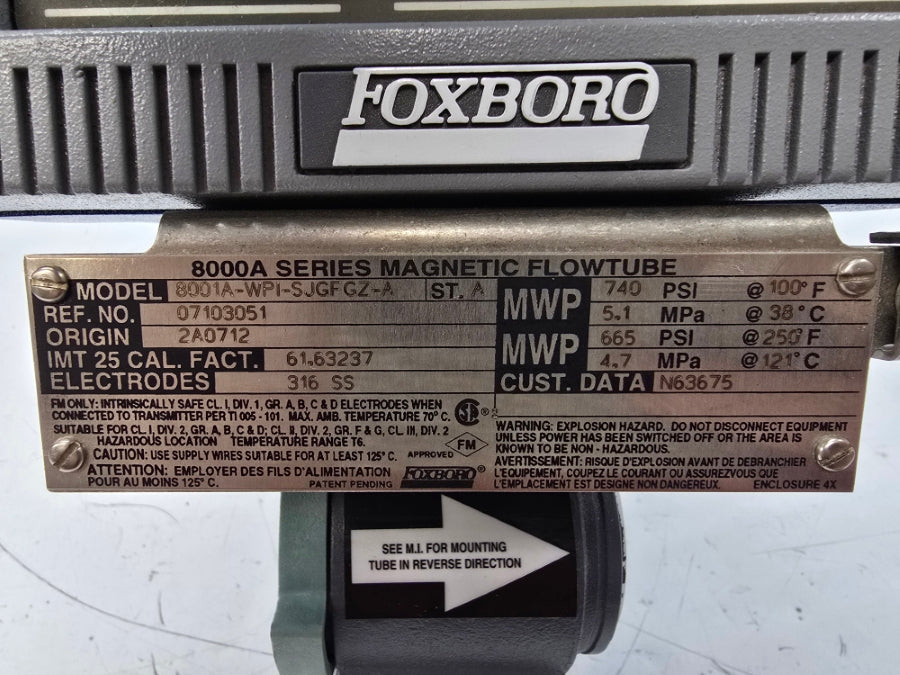 FOXBORO
8000A SERIES MAGNETIC FLOWTUBE
MODEL 8001A-WPI-SJGFGZ-A ST. A
REF. NO. 07103051
ORIGIN 2A0712
IMT 25 CAL. FACT. 61.63237
ELECTRODES 316 SS
MWP 740 PSI @ 100° F
5.1 MPa @ 38° C
MWP 665 PSI @ 250° F
4.7 MPa @ 121° C
CUST. DATA N63675
FM ONLY: INTRINSICALLY SAFE CL. I, DIV. 1, GR. A, B, C & D ELECTRODES WHEN
CONNECTED TO TRANSMITTER PER TI 005 - 101. MAX. AMB. TEMPERATURE 70° C.
SUITABLE FOR CL. I, DIV. 2, GR. A, B, C & D; CL. II, DIV. 2, GR. F & G, CL. III, DIV. 2
HAZARDOUS LOCATION TEMPERATURE RANGE T6.
CAUTION: USE SUPPLY WIRES SUITABLE FOR AT LEAST 125° C.
ATTENTION: EMPLOYER DES FILS D'ALIMENTATION
POUR AU MOINS 125° C.
PATENT PENDING
®
APPROVED FM
FOXBORO®
WARNING: EXPLOSION HAZARD. DO NOT DISCONNECT EQUIPMENT
UNLESS POWER HAS BEEN SWITCHED OFF OR THE AREA IS
KNOWN TO BE NON - HAZARDOUS.
AVERTISSEMENT: RISQUE D'EXPLOSION AVANT DE DEBRANCHIER
L'EQUIPEMENT, COUPEZ LE COURANT OU ASSUREZVOUS QUE
L'EMPLACEMENT EST DESIGNE NON DANGEREUX. ENCLOSURE 4X
SEE M.I. FOR MOUNTING
TUBE IN REVERSE DIRECTION